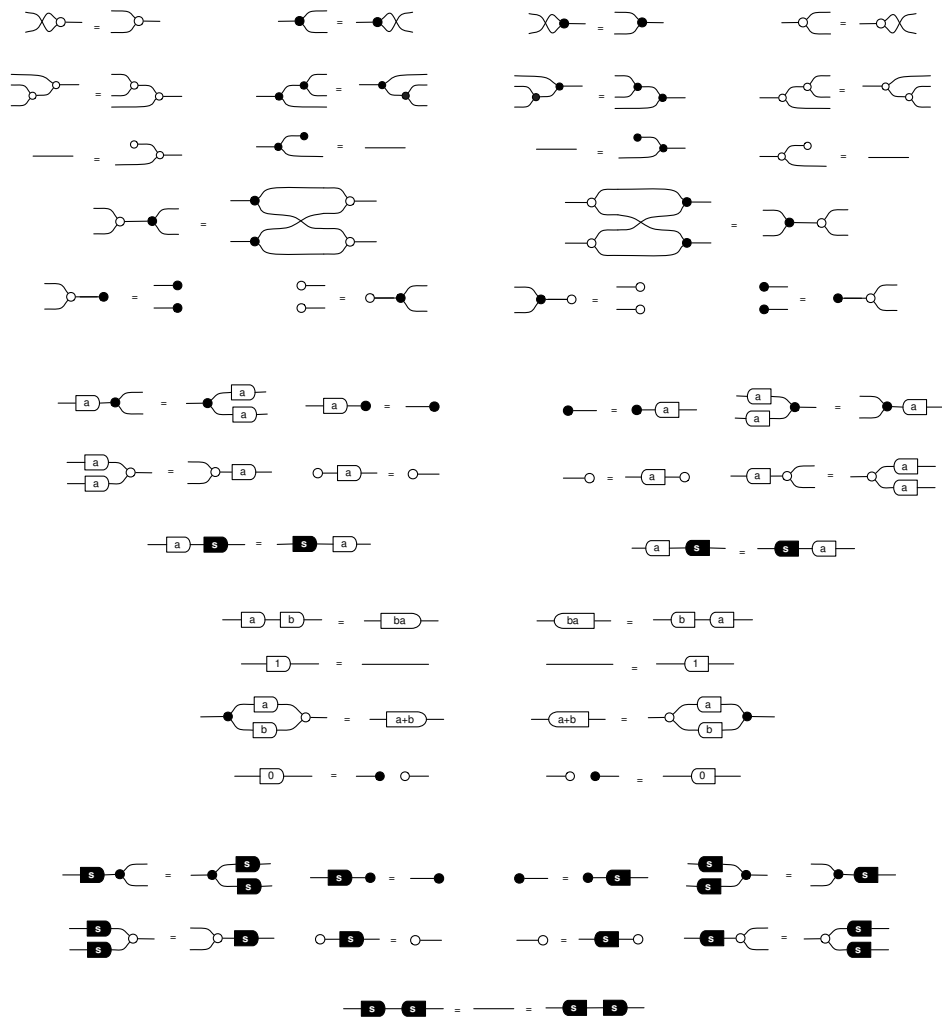 = = = =
= = = =
= = = =
= =
= = = =
a = a a a = = a a a = a
a a = a a = = a a = a a
a s = s a a s = s a
a b = ba ba = b a
1 = = 1
a b = a+b a+b = a b
0 = = 0
s = s s s = = s s s = s
s s = s s = = s s = s s
s s = = s s